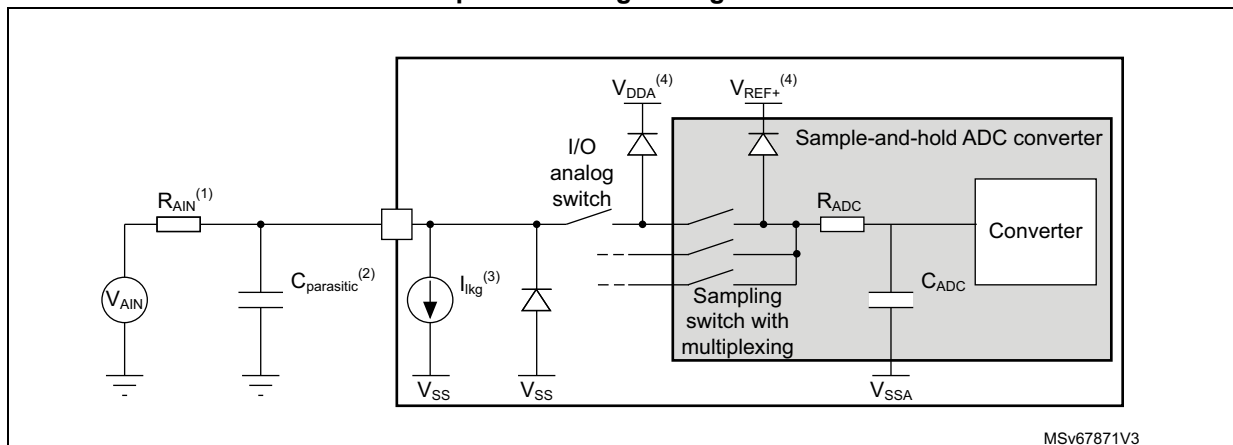 V_DDA^(4)
V_REF+^(4)
Sample-and-hold ADC converter
I/O
analog
switch
R_AIN^(1)
R_ADC
Converter
C_parasitic^(2)
I_lkg^(3)
V_AIN
C_ADC
Sampling
switch with
multiplexing
V_SS
V_SS
V_SSA
MSv67871V3